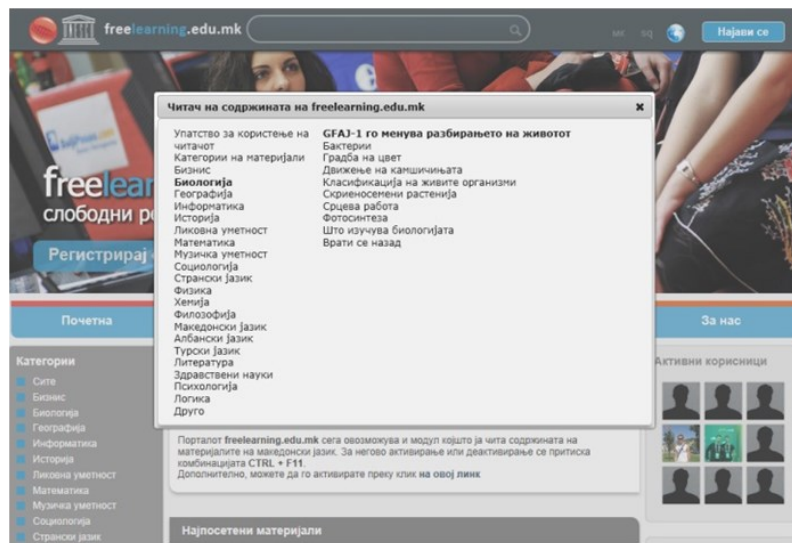 freelearning.edu.mk
мк sq
Најави се
Читач на содржината на freelearning.edu.mk
Упатство за користење на
читачот
Категории на материјали
Бизнис
Биологија
Географија
Информатика
Историја
Ликовна уметност
Математика
Музичка уметност
Социологија
Странски јазик
Физика
Хемија
Филозофија
Македонски јазик
Албански јазик
Турски јазик
Литература
Здравствени науки
Психологија
Логика
Друго
GFAJ-1 го менува разбирањето на животот
Бактерии
Градба на цвет
Движење на камшичињата
Класификација на живите организми
Скриеносемени растенија
Срцева работа
Фотосинтеза
Што изучува биологијата
Врати се назад
freelear
слободни р
Регистрирај
Почетна
За нас
Категории
Сите
Бизнис
Биологија
Географија
Информатика
Историја
Ликовна уметност
Математика
Музичка уметност
Социологија
Странски јазик
Порталот freelearning.edu.mk сега овозможува и модул којшто ја чита содржината на
материјалите на македонски јазик. За негово активирање или деактивирање се притиска
комбинацијата CTRL + F11.
Дополнително, можете да го активирате преку клик на овој линк
Најпосетени материјали
Активни корисници